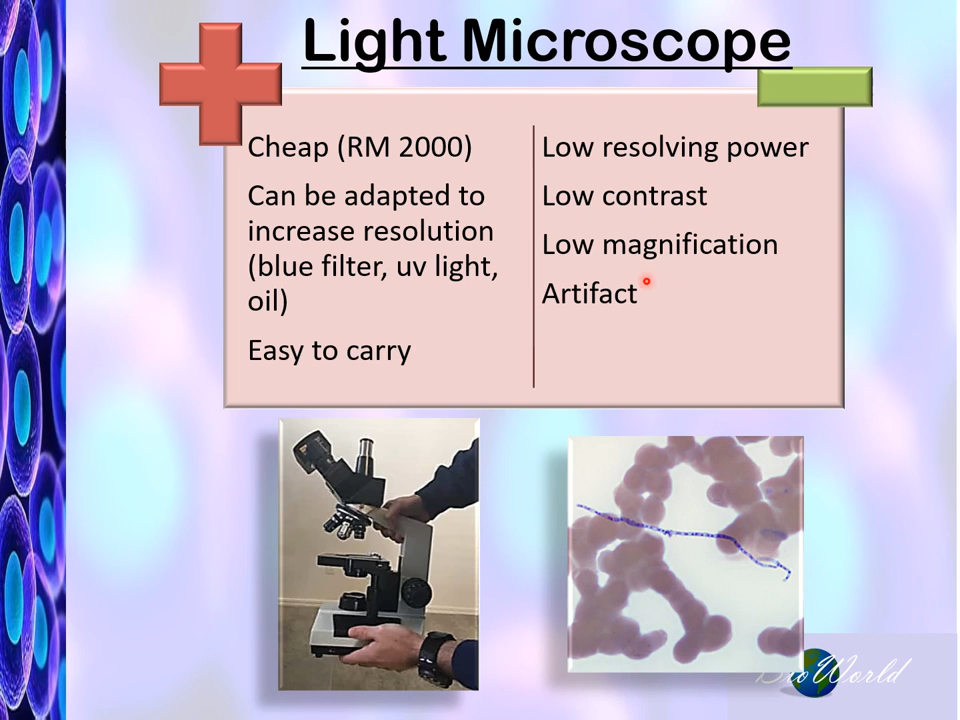 Light Microscope
Cheap (RM 2000)
Can be adapted to
increase resolution
(blue filter, uv light,
oil)
Easy to carry
Low resolving power
Low contrast
Low magnification
Artifact
BioWorld